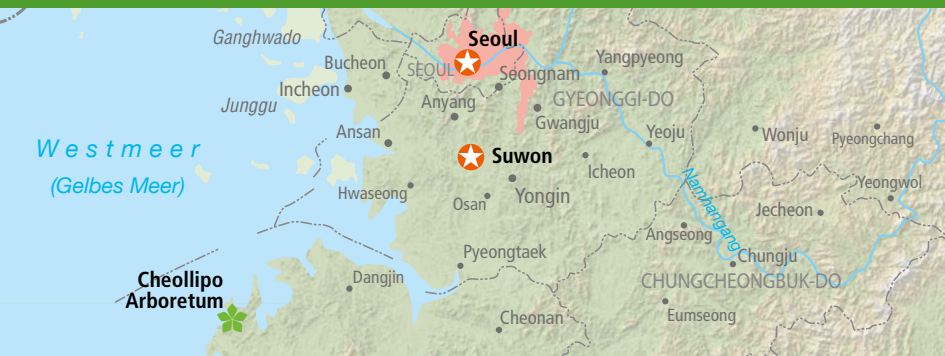 Seoul
Ganghwado
Bucheon
SEOUL
Seongnam
Yangpyeong
Incheon
Junggu
Anyang
GYEONGGI-DO
Gwangju
Ansan
Yeoju
Wonju
Pyeongchang
Westmeer
(Gelbes Meer)
Suwon
Icheon
Hwaseong
Osan
Yongin
Namhangang
Yeongwol
Jecheon
Angseong
Pyeongtaek
Chungju
Cheollipo
Arboretum
Dangjin
CHUNGCHEONGBUK-DO
Cheonan
Eumseong